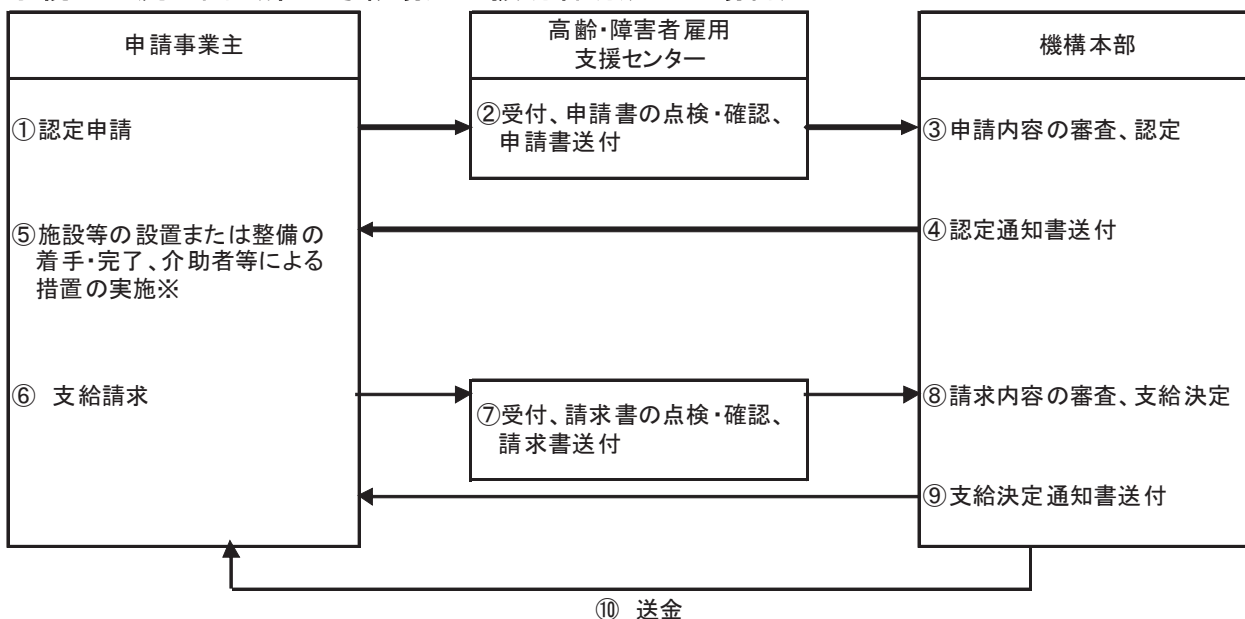 申請事業主
高齢・障害者雇用
支援センター
機構本部
①認定申請
②受付、申請書の点検・確認、
申請書送付
③申請内容の審査、認定
④認定通知書送付
⑤施設等の設置または整備の
着手・完了、介助者等による
措置の実施※
⑥ 支給請求
⑦受付、請求書の点検・確認、
請求書送付
⑧請求内容の審査、支給決定
⑨支給決定通知書送付
⑩ 送金